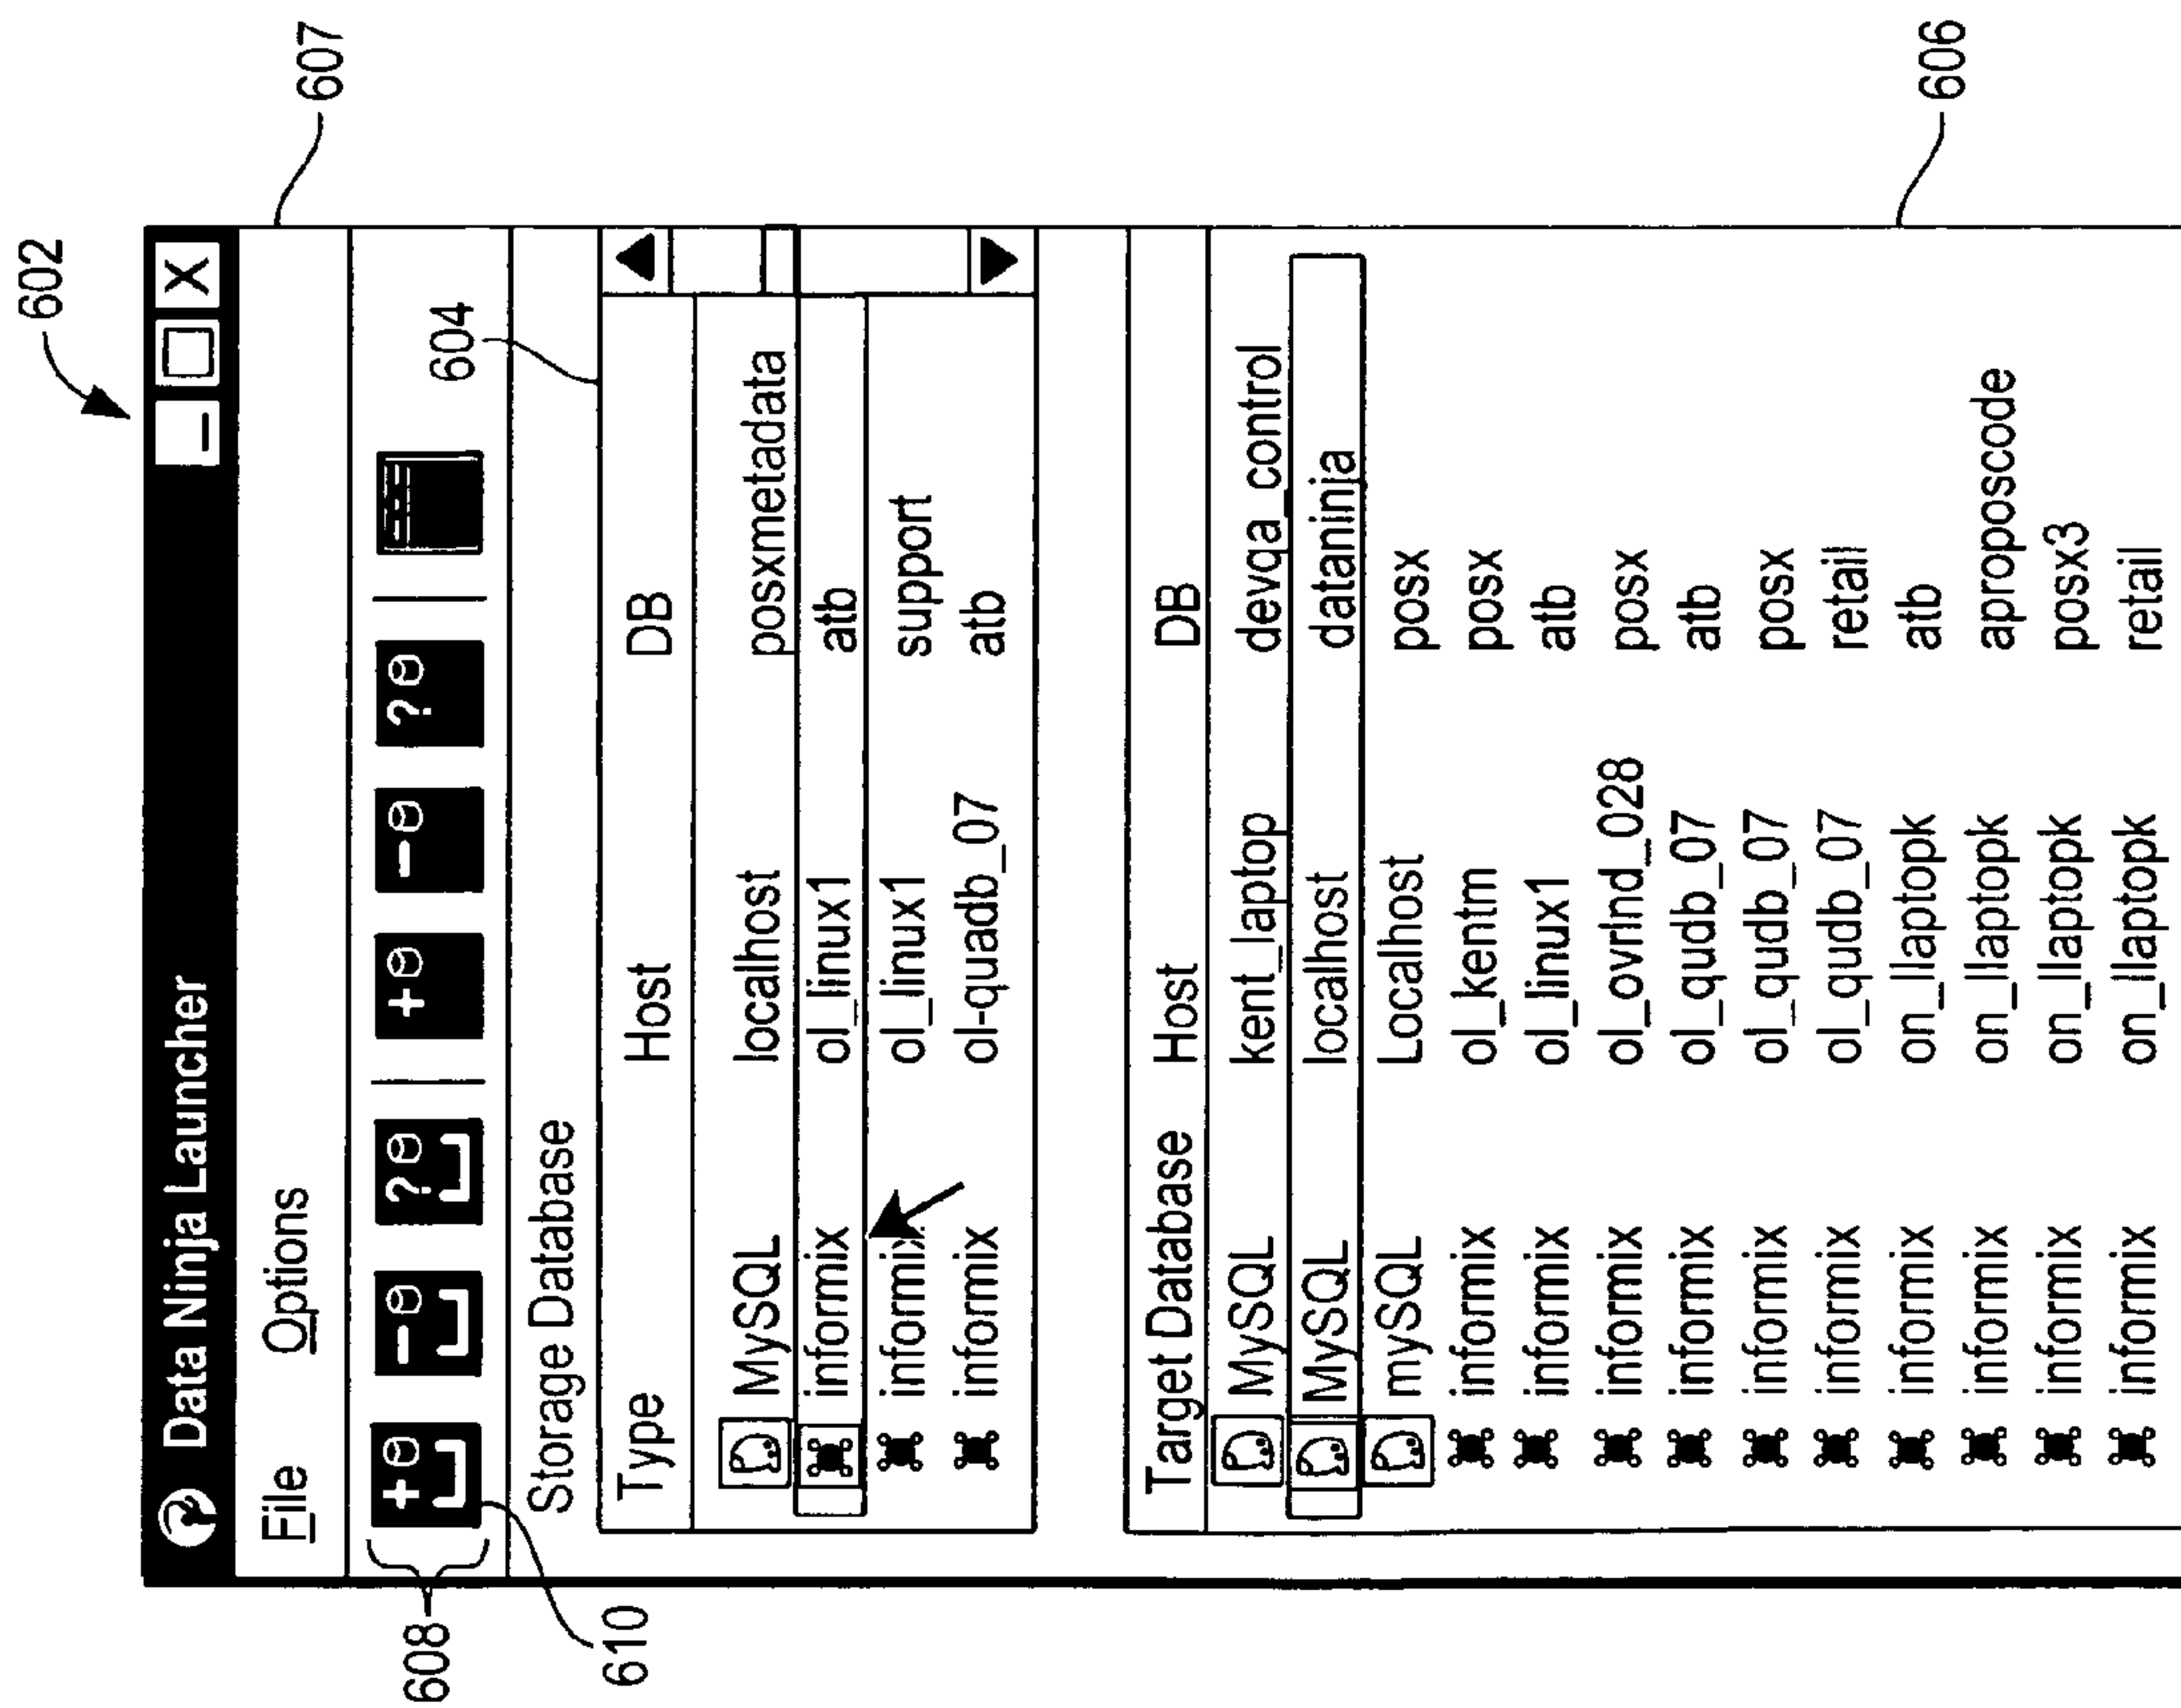 602
Data Ninja Launcher
607
File Options
608
610
604
Storage Database
Type Host DB
MySQL localhost posxmetadata
informix ol_linux1 atb
informix ol_linux1 support
informix ol-quadb_07 atb
Target Database Host DB
MySQL kent_laptop devqa_control
MySQL localhost dataninja
mySQL Localhost posx
informix ol_kentm posx
informix ol_linux1 atb
informix ol_ovrlnd_028 posx
informix ol_qudb_07 atb
informix ol_qudb_07 posx
informix ol_qudb_07 retail
informix on_llaptopk atb
informix on_llaptopk aproposcode
informix on_llaptopk posx3
informix on_llaptopk retail
606